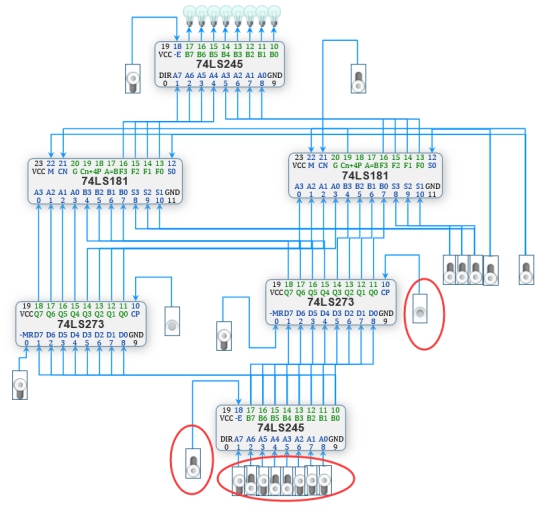 19 18 17 16 15 14 13 12 11 10
VCC -E B7 B6 B5 B4 B3 B2 B1 B0
74LS245
DIR A7 A6 A5 A4 A3 A2 A1 A0 GND
0 1 2 3 4 5 6 7 8 9
23 22 21 20 19 18 17 16 15 14 13 12
VCC M CN G Cn+4P A=BF3 F2 F1 F0 S0
74LS181
A3 A2 A1 A0 B3 B2 B1 B0 S3 S2 S1 GND
0 1 2 3 4 5 6 7 8 9 10 11
23 22 21 20 19 18 17 16 15 14 13 12
VCC M CN G Cn+4P A=BF3 F2 F1 F0 S0
74LS181
A3 A2 A1 A0 B3 B2 B1 B0 S3 S2 S1 GND
0 1 2 3 4 5 6 7 8 9 10 11
19 18 17 16 15 14 13 12 11 10
VCC Q7 Q6 Q5 Q4 Q3 Q2 Q1 Q0 CP
74LS273
-MRD7 D6 D5 D4 D3 D2 D1 D0 GND
0 1 2 3 4 5 6 7 8 9
19 18 17 16 15 14 13 12 11 10
VCC Q7 Q6 Q5 Q4 Q3 Q2 Q1 Q0 CP
74LS273
-MRD7 D6 D5 D4 D3 D2 D1 D0 GND
0 1 2 3 4 5 6 7 8 9
19 18 17 16 15 14 13 12 11 10
VCC -E B7 B6 B5 B4 B3 B2 B1 B0
74LS245
DIR A7 A6 A5 A4 A3 A2 A1 A0 GND
0 1 2 3 4 5 6 7 8 9